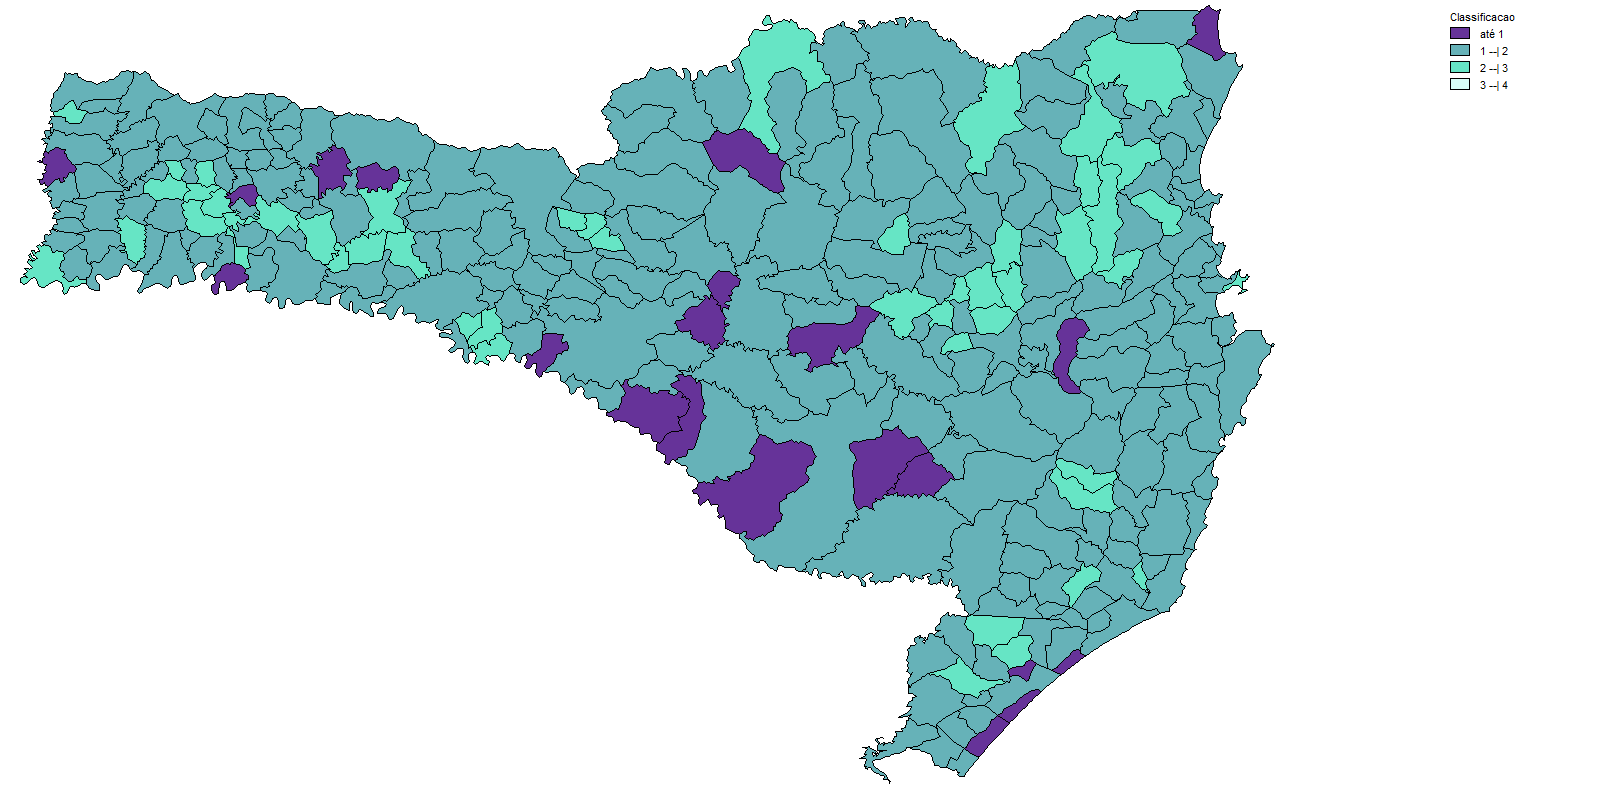 Classificacao
até 1
1 --| 2
2 --| 3
3 --| 4